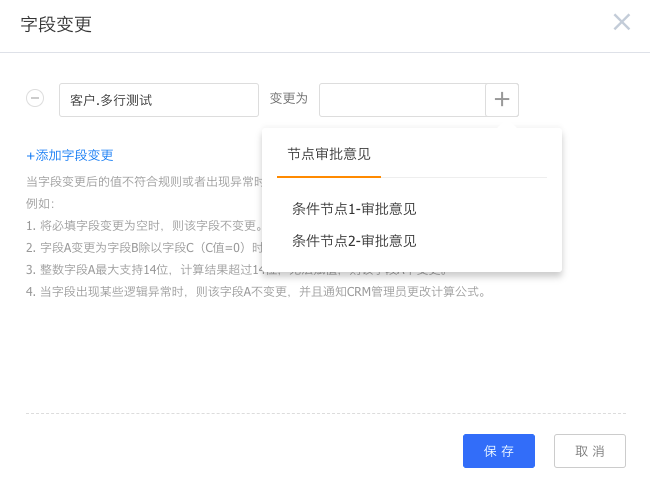 字段变更
客户.多行测试
变更为
节点审批意见
条件节点1-审批意见
条件节点2-审批意见
+添加字段变更
当字段变更后的值不符合规则或者出现异常时
例如：
1. 将必填字段变更为空时，则该字段不变更。
2. 字段A变更为字段B除以字段C（C值=0）时
3. 整数字段A最大支持14位，计算结果超过14位，
4. 当字段出现某些逻辑异常时，则该字段A不变更，并且通知CRM管理员更改计算公式。
保 存
取 消